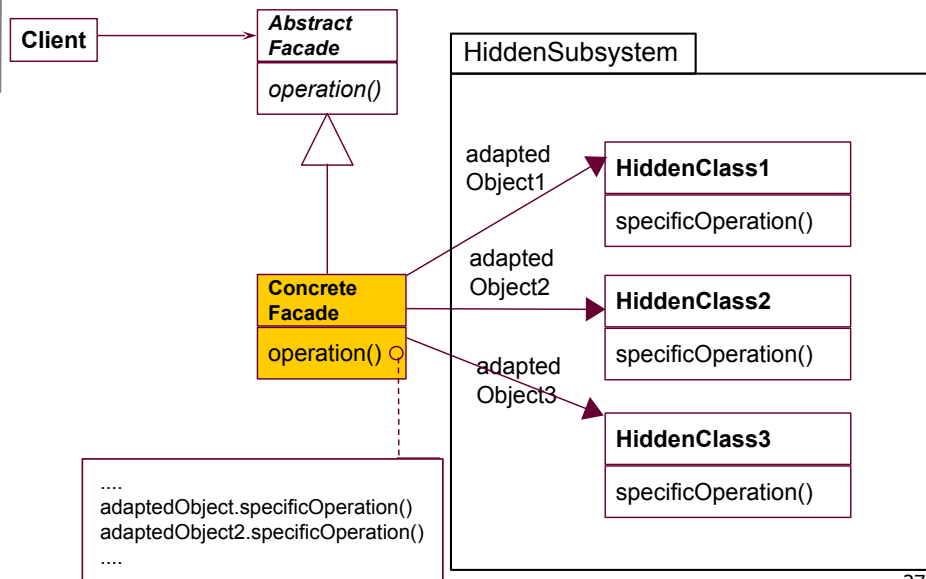 Client
Abstract
Facade
operation()
HiddenSubsystem
adapted
Object1
HiddenClass1
specificOperation()
adapted
Object2
HiddenClass2
specificOperation()
Concrete
Facade
operation()
adapted
Object3
HiddenClass3
specificOperation()
....
adaptedObject.specificOperation()
adaptedObject2.specificOperation()
....